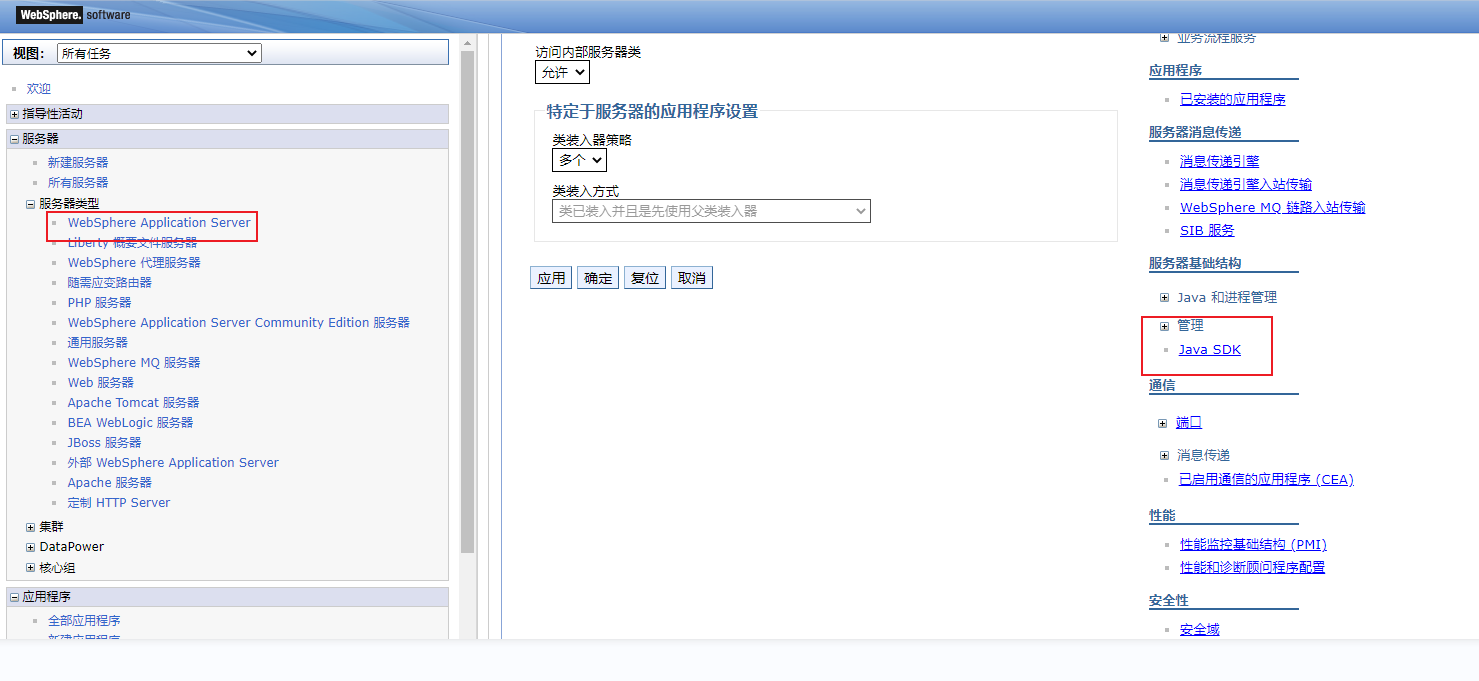 WebSphere. software
视图： 所有任务
欢迎
指导性活动
服务器
新建服务器
所有服务器
服务器类型
WebSphere Application Server
Liberty 概要文件服务器
WebSphere 代理服务器
随需应变路由器
PHP 服务器
WebSphere Application Server Community Edition 服务器
通用服务器
WebSphere MQ 服务器
Web 服务器
Apache Tomcat 服务器
BEA WebLogic 服务器
JBoss 服务器
外部 WebSphere Application Server
Apache 服务器
定制 HTTP Server
集群
DataPower
核心组
应用程序
全部应用程序
新建应用程序
访问内部服务器类
允许
特定于服务器的应用程序设置
类装入器策略
多个
类装入方式
类已装入并且是先使用父类装入器
应用 确定 复位 取消
业务流程服务
应用程序
已安装的应用程序
服务器消息传递
消息传递引擎
消息传递引擎入站传输
WebSphere MQ 链路入站传输
SIB 服务
服务器基础结构
Java 和进程管理
管理
Java SDK
通信
端口
消息传递
已启用通信的应用程序 (CEA)
性能
性能监控基础结构 (PMI)
性能和诊断顾问程序配置
安全性
安全域